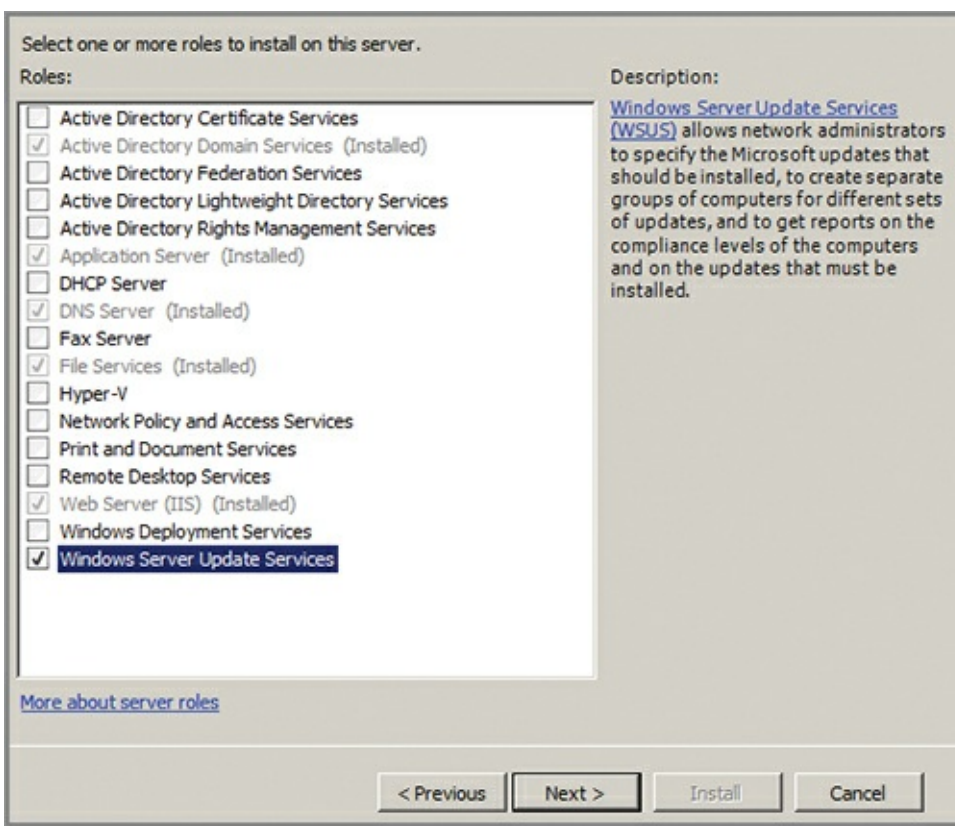 Select one or more roles to install on this server.
Roles:
Active Directory Certificate Services
Active Directory Domain Services (Installed)
Active Directory Federation Services
Active Directory Lightweight Directory Services
Active Directory Rights Management Services
Application Server (Installed)
DHCP Server
DNS Server (Installed)
Fax Server
File Services (Installed)
Hyper-V
Network Policy and Access Services
Print and Document Services
Remote Desktop Services
Web Server (IIS) (Installed)
Windows Deployment Services
Windows Server Update Services
More about server roles
Description:
Windows Server Update Services
(WSUS) allows network administrators
to specify the Microsoft updates that
should be installed, to create separate
groups of computers for different sets
of updates, and to get reports on the
compliance levels of the computers
and on the updates that must be
installed.
< Previous
Next >
Install
Cancel